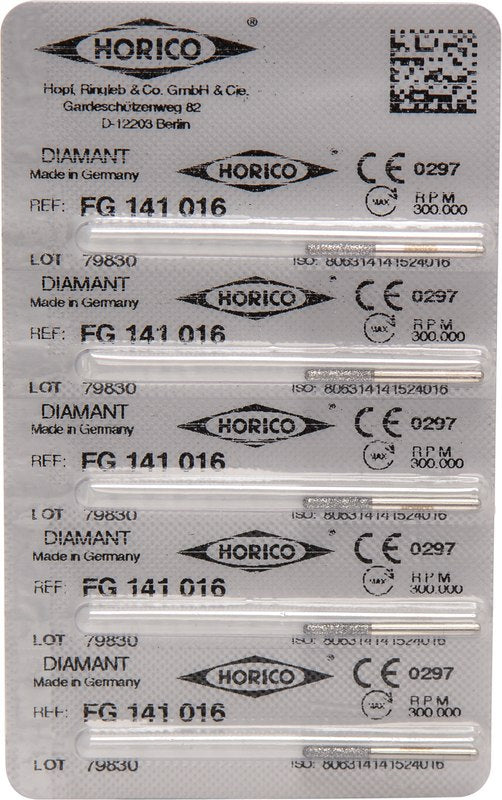 HORICO ®
Hopf, Ringleb & Co. GmbH & Cie.
Gardeschützenweg 82
D-12203 Berlin
DIAMANT
Made in Germany
HORICO ®
CE 0297
REF: FG 141 016
MAX
RPM
300.000
LOT 79830
ISO: 806314141524016
DIAMANT
Made in Germany
HORICO ®
CE 0297
REF: FG 141 016
MAX
RPM
300.000
LOT 79830
ISO: 806314141524016
DIAMANT
Made in Germany
HORICO ®
CE 0297
REF: FG 141 016
MAX
RPM
300.000
LOT 79830
ISO: 806314141524016
DIAMANT
Made in Germany
HORICO ®
CE 0297
REF: FG 141 016
MAX
RPM
300.000
LOT 79830
ISO: 806314141524016
DIAMANT
Made in Germany
HORICO ®
CE 0297
REF: FG 141 016
MAX
RPM
300.000
LOT 79830
ISO: 806314141524016